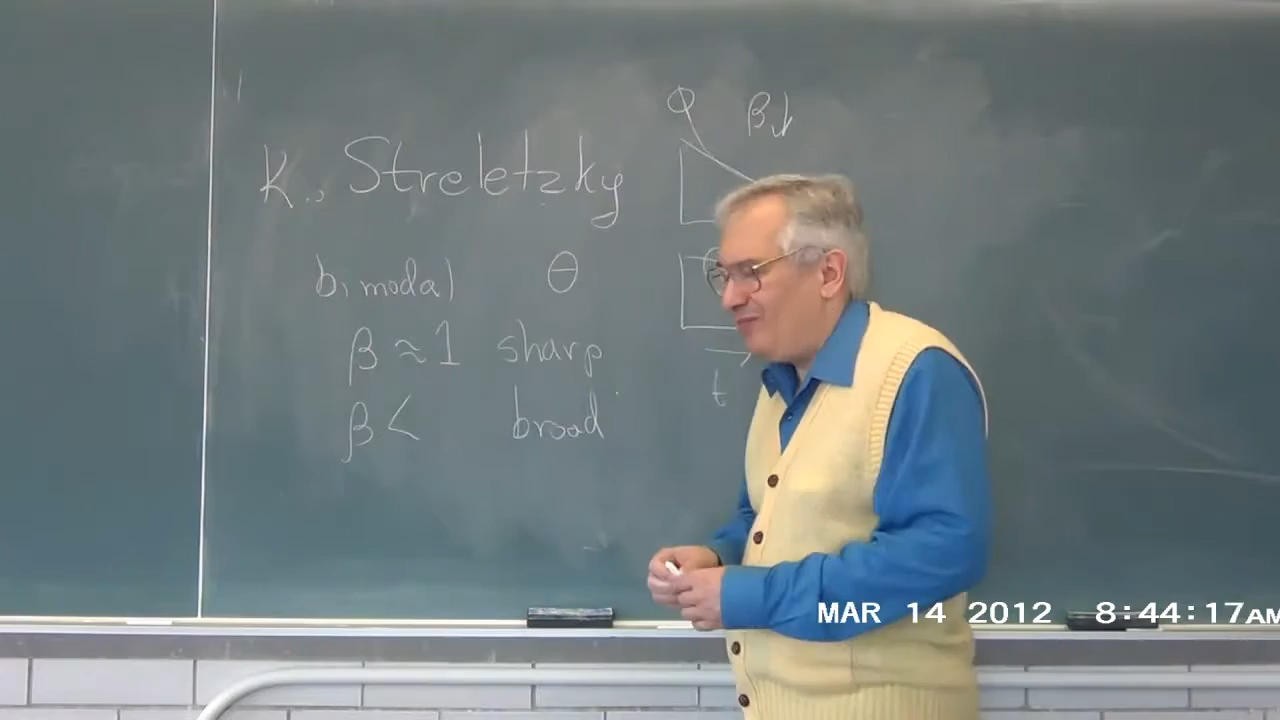 K., Streletzky
bimodal θ
β ≈ 1 sharp
β < broad
Φ β↓
t
MAR 14 2012 8:44:17AM